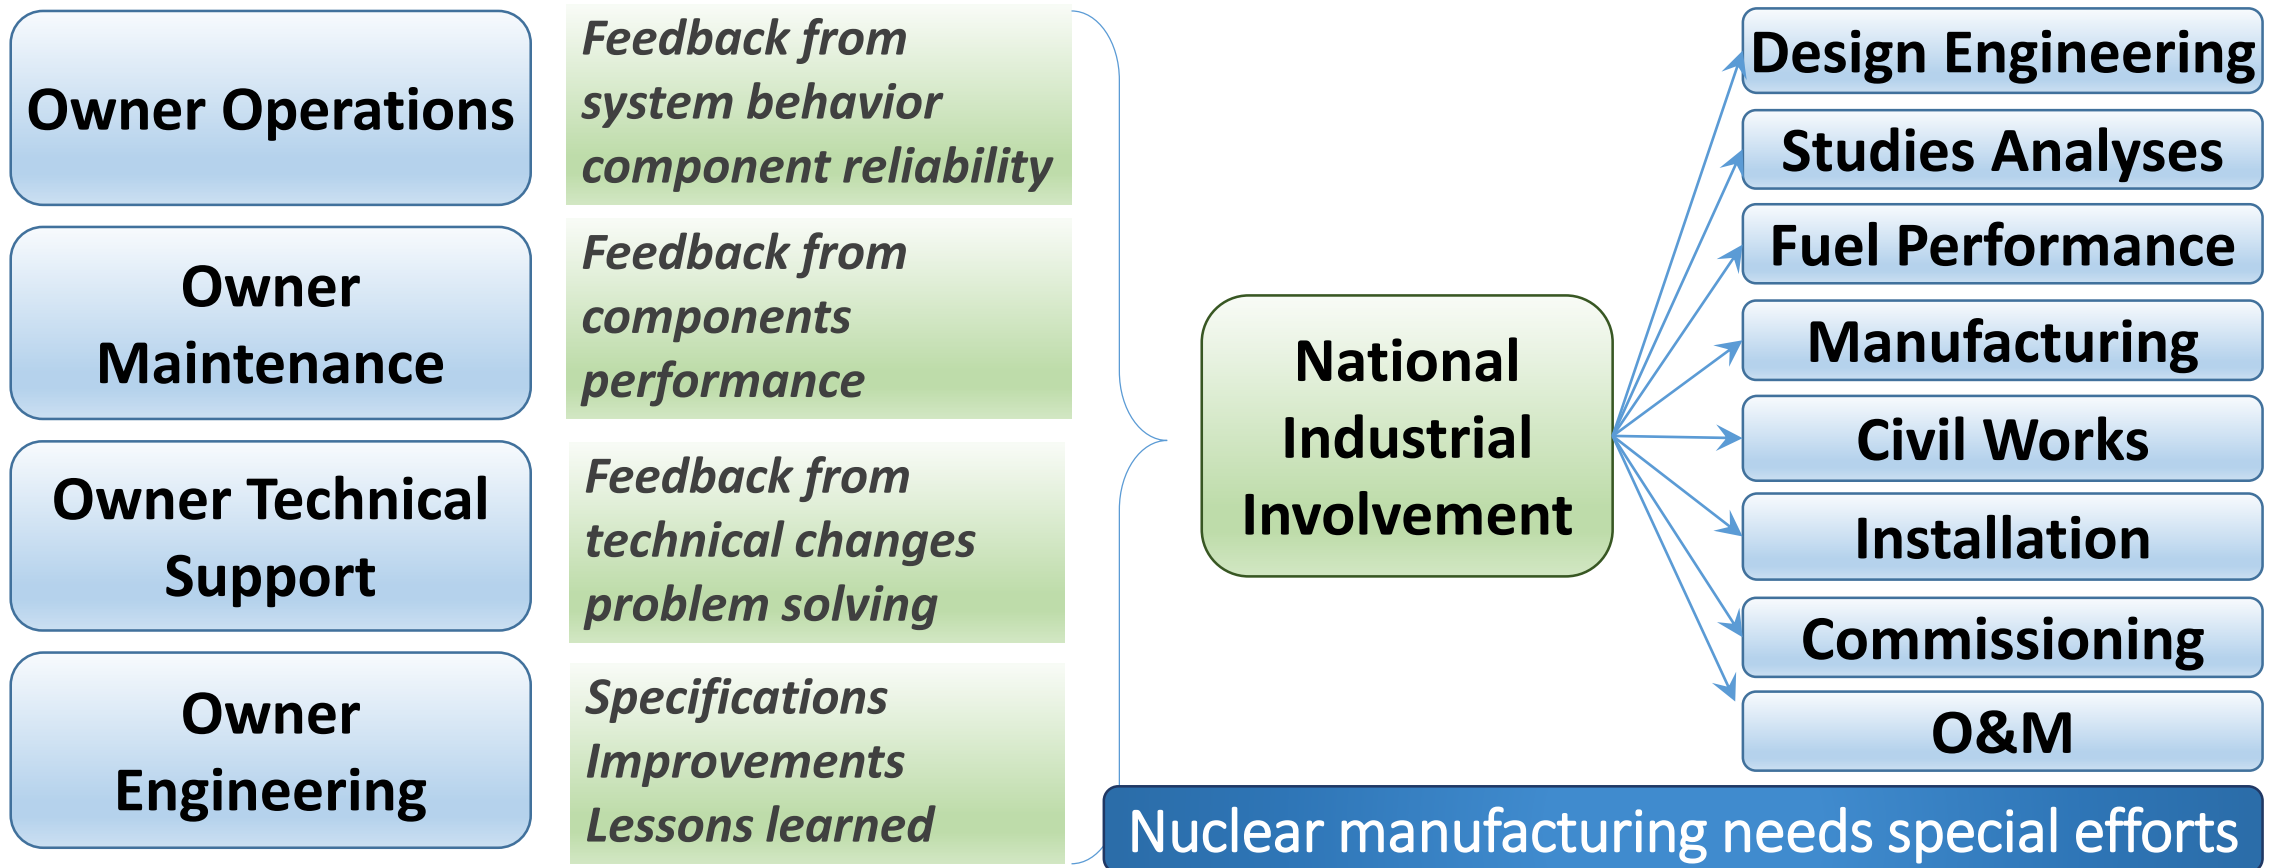 Owner Operations
Feedback from
system behavior
component reliability
Owner
Maintenance
Feedback from
components
performance
Owner Technical
Support
Feedback from
technical changes
problem solving
Owner
Engineering
Specifications
Improvements
Lessons learned
National
Industrial
Involvement
Design Engineering
Studies Analyses
Fuel Performance
Manufacturing
Civil Works
Installation
Commissioning
O&M
Nuclear manufacturing needs special efforts